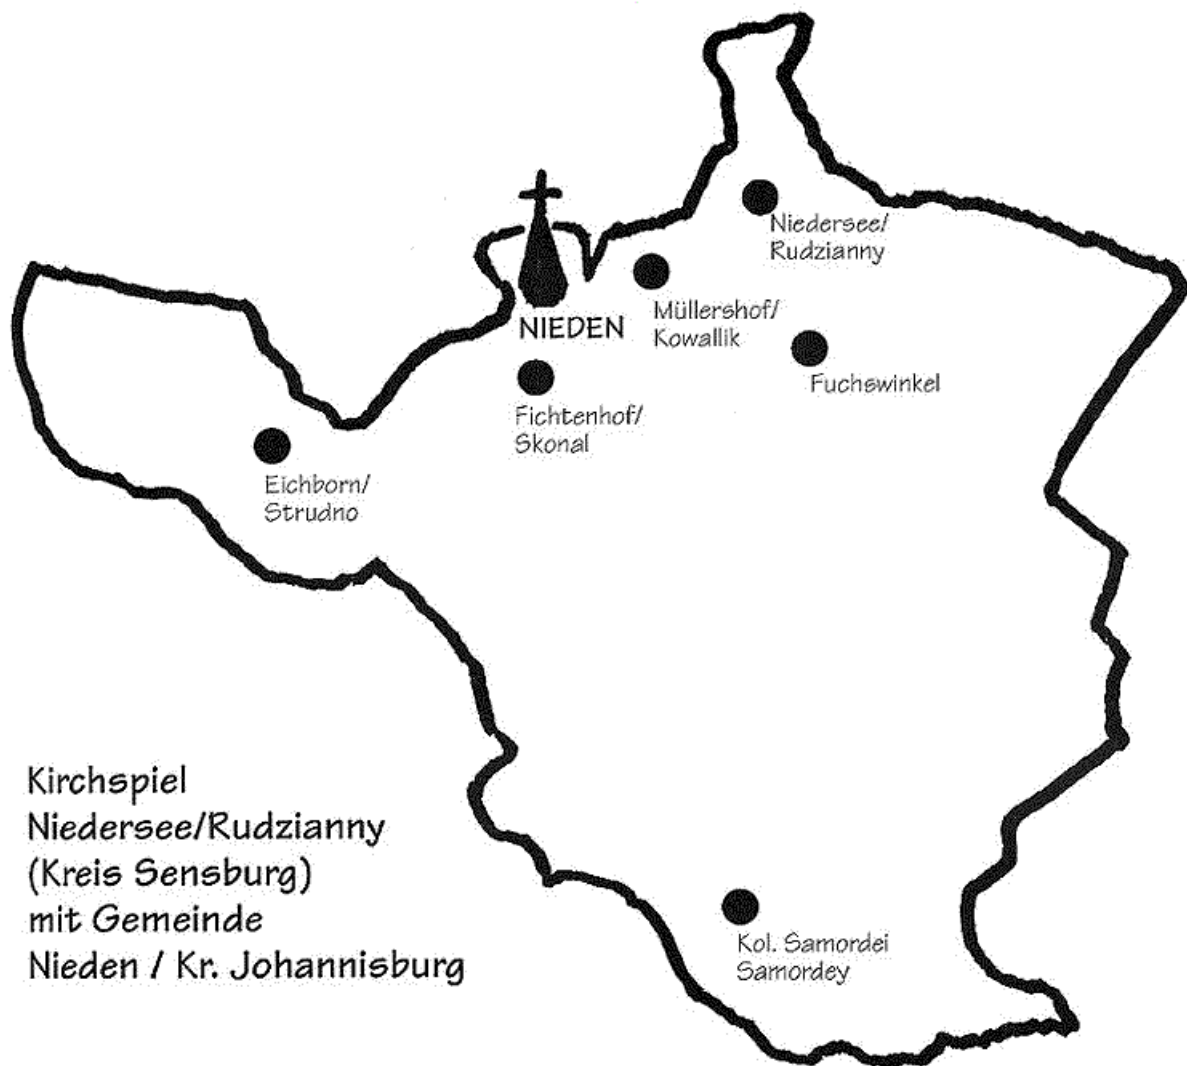 Niedersee/
Rudzianny
Müllershof/
Kowallik
NIEDEN
Fuchswinkel
Fichtenhof/
Skonal
Eichborn/
Strudno
Kirchspiel
Niedersee/Rudzianny
(Kreis Sensburg)
mit Gemeinde
Nieden / Kr. Johannisburg
Kol. Samordei
Samordey